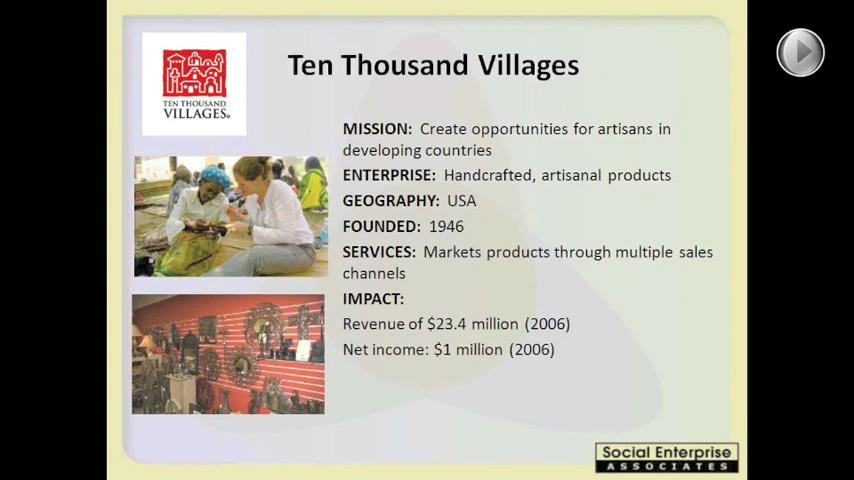 Ten Thousand Villages
TEN THOUSAND
VILLAGES®
MISSION: Create opportunities for artisans in
developing countries
ENTERPRISE: Handcrafted, artisanal products
GEOGRAPHY: USA
FOUNDED: 1946
SERVICES: Markets products through multiple sales
channels
IMPACT:
Revenue of $23.4 million (2006)
Net income: $1 million (2006)
Social Enterprise
ASSOCIATES